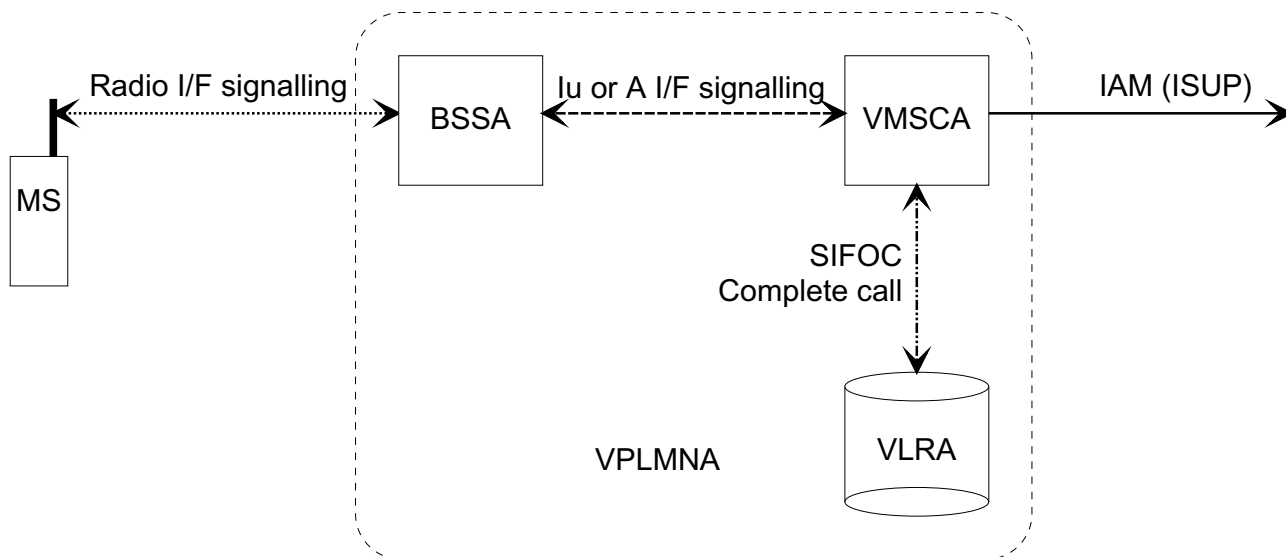 Radio I/F signalling
Iu or A I/F signalling
IAM (ISUP)
BSSA
VMSCA
MS
SIFOC
Complete call
VPLMNA
VLRA